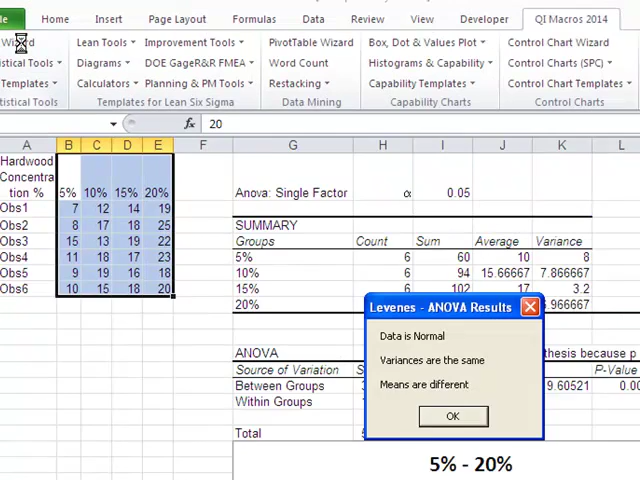 le Home Insert Page Layout Formulas Data Review View Developer QI Macros 2014
Lean Tools Improvement Tools PivotTable Wizard Box, Dot & Values Plot Control Chart Wizard
stical Tools Diagrams DOE GageR&R FMEA Word Count Histograms & Capability Control Charts (SPC)
Templates Calculators Planning & PM Tools Restacking Capability Templates Control Chart Templates
tistical Tools Templates for Lean Six Sigma Data Mining Capability Charts Control Charts
fx 20
A B C D E F G H I J K L
Hardwood
Concentra
tion % 5% 10% 15% 20% Anova: Single Factor α 0.05
Obs1 7 12 14 19
Obs2 8 17 18 25 SUMMARY
Obs3 15 13 19 22 Groups Count Sum Average Variance
Obs4 11 18 17 23 5% 6 60 10 8
Obs5 9 19 16 18 10% 6 94 15.66667 7.866667
Obs6 10 15 18 20 15% 6 102 17 3.2
20% .966667
Levenes - ANOVA Results
Data is Normal
Variances are the same
Means are different
OK
ANOVA thesis because p
Source of Variation S P-Value
Between Groups 3 9.60521 0.00
Within Groups
Total 5
5% - 20%